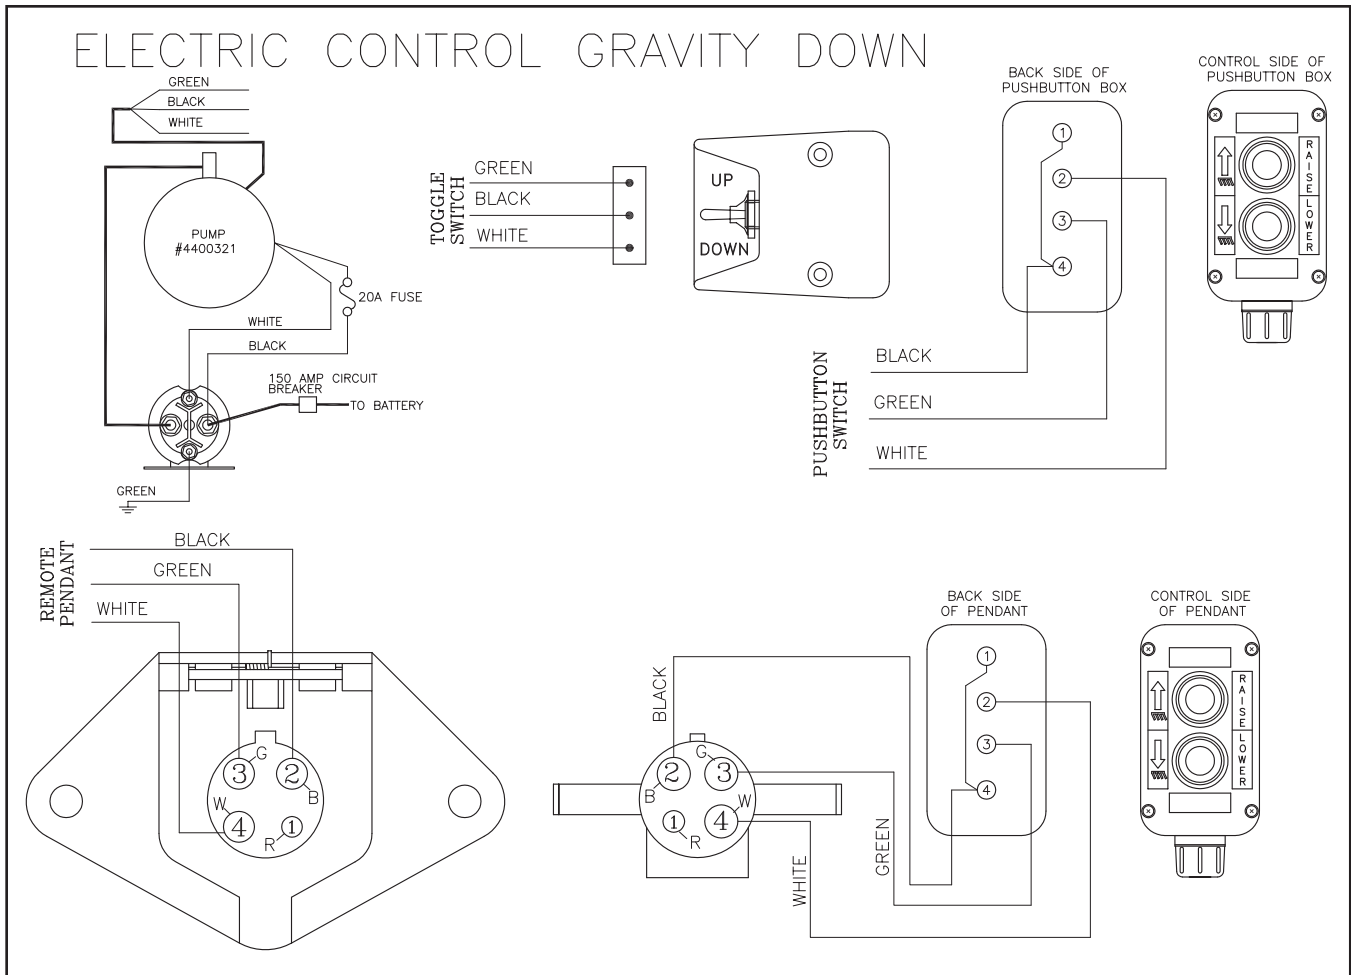 ELECTRIC CONTROL GRAVITY DOWN
GREEN
BLACK
WHITE
PUMP
#4400321
20A FUSE
WHITE
BLACK
150 AMP CIRCUIT
BREAKER
TO BATTERY
GREEN
TOGGLE
SWITCH
GREEN
BLACK
WHITE
UP
DOWN
BACK SIDE OF
PUSHBUTTON BOX
1
2
3
4
CONTROL SIDE OF
PUSHBUTTON BOX
RAISE
LOWER
PUSHBUTTON
SWITCH
BLACK
GREEN
WHITE
REMOTE
PENDANT
BLACK
GREEN
WHITE
G
3
2
W
B
4
1
R
BLACK
G
2
3
B
W
1
4
R
WHITE
GREEN
BACK SIDE
OF PENDANT
1
2
3
4
CONTROL SIDE
OF PENDANT
RAISE
LOWER